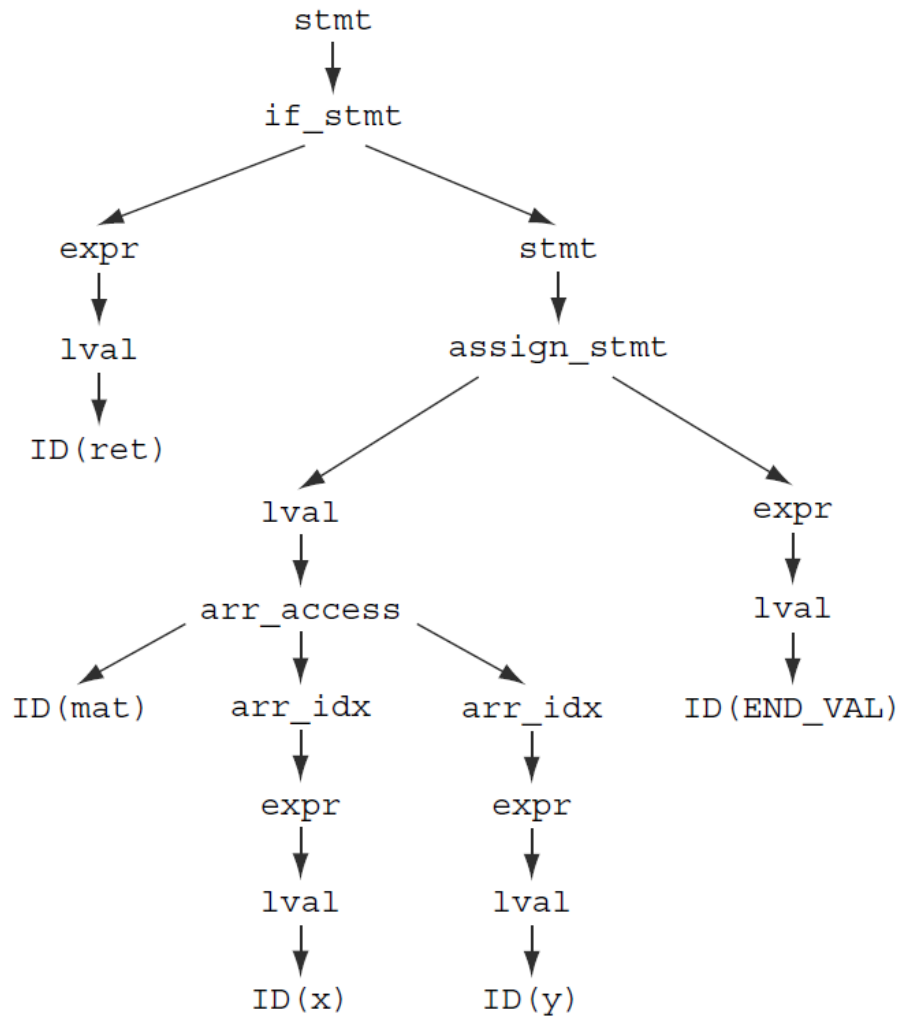 stmt
if_stmt
expr stmt
lval assign_stmt
ID(ret)
lval expr
arr_access lval
ID(mat) arr_idx arr_idx ID(END_VAL)
expr expr
lval lval
ID(x) ID(y)